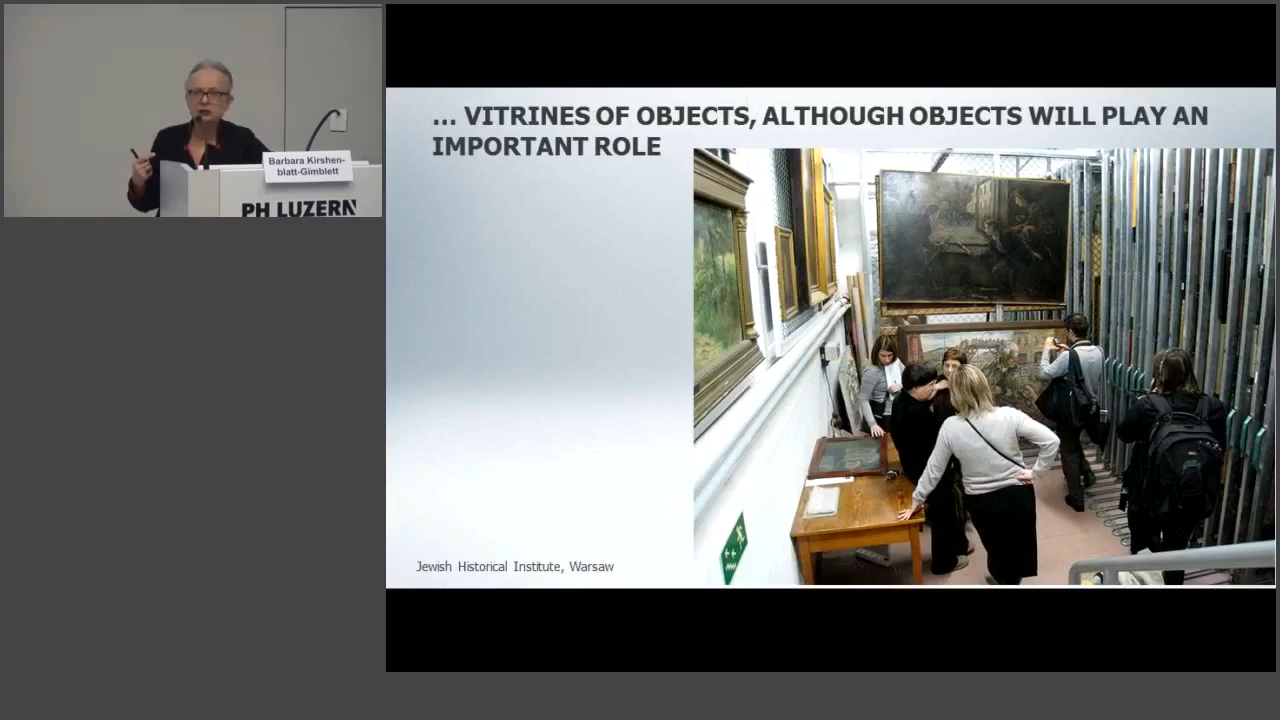 Barbara Kirshen-
blatt-Gimblett
PH LUZERN
... VITRINES OF OBJECTS, ALTHOUGH OBJECTS WILL PLAY AN
IMPORTANT ROLE
Jewish Historical Institute, Warsaw